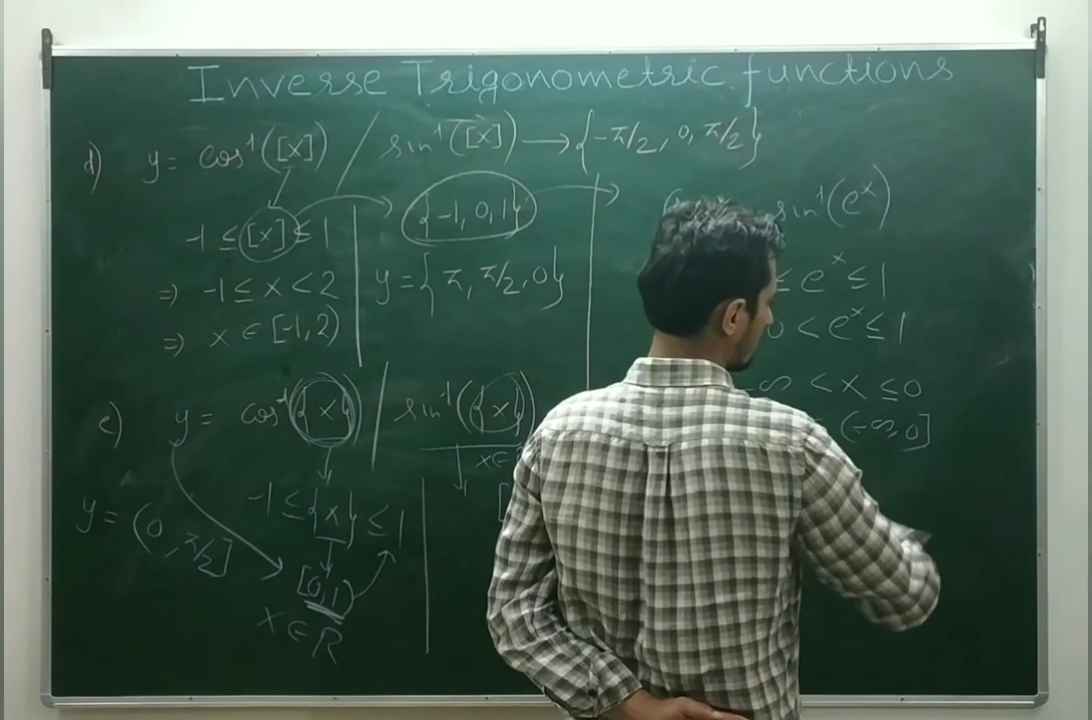 Inverse Trigonometric functions
d) y = cos⁻¹([x]) / sin⁻¹([x]) → {-π/2, 0, π/2}
-1 ≤ [x] ≤ 1
{-1, 0, 1}
⇒ -1 ≤ x < 2
y = {π, π/2, 0}
⇒ x ∈ [-1, 2)
e) y = cos⁻¹({x}) / sin⁻¹({x})
x ∈
-1 ≤ {x} ≤ 1
[
y = (0, π/2]
[0, 1)
x ∈ R
sin⁻¹(eˣ)
≤ eˣ ≤ 1
0 < eˣ ≤ 1
-∞ < x ≤ 0
(-∞, 0]